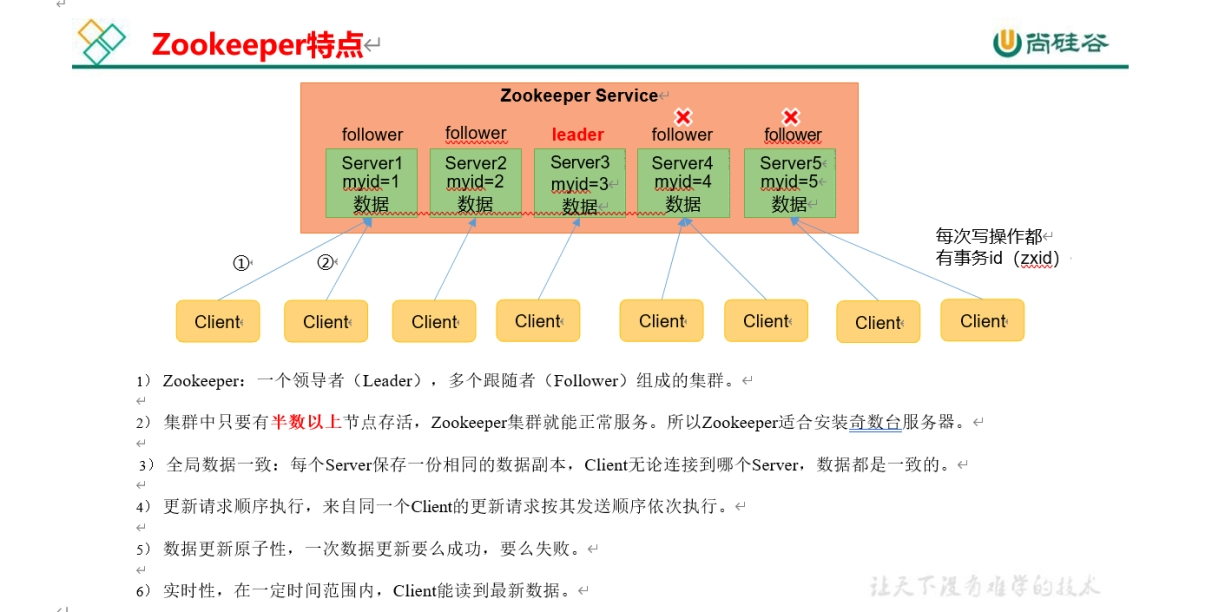 Zookeeper特点
尚硅谷
Zookeeper Service
follower
follower
leader
follower
follower
Server1
myid=1
数据
Server2
myid=2
数据
Server3
myid=3
数据
Server4
myid=4
数据
Server5
myid=5
数据
每次写操作都
有事务id（zxid）
①
②
Client
Client
Client
Client
Client
Client
Client
Client
1） Zookeeper：一个领导者（Leader），多个跟随者（Follower）组成的集群。
2） 集群中只要有半数以上节点存活，Zookeeper集群就能正常服务。所以Zookeeper适合安装奇数台服务器。
3） 全局数据一致：每个Server保存一份相同的数据副本，Client无论连接到哪个Server，数据都是一致的。
4） 更新请求顺序执行，来自同一个Client的更新请求按其发送顺序依次执行。
5） 数据更新原子性，一次数据更新要么成功，要么失败。
6） 实时性，在一定时间范围内，Client能读到最新数据。
让天下没有难学的技术